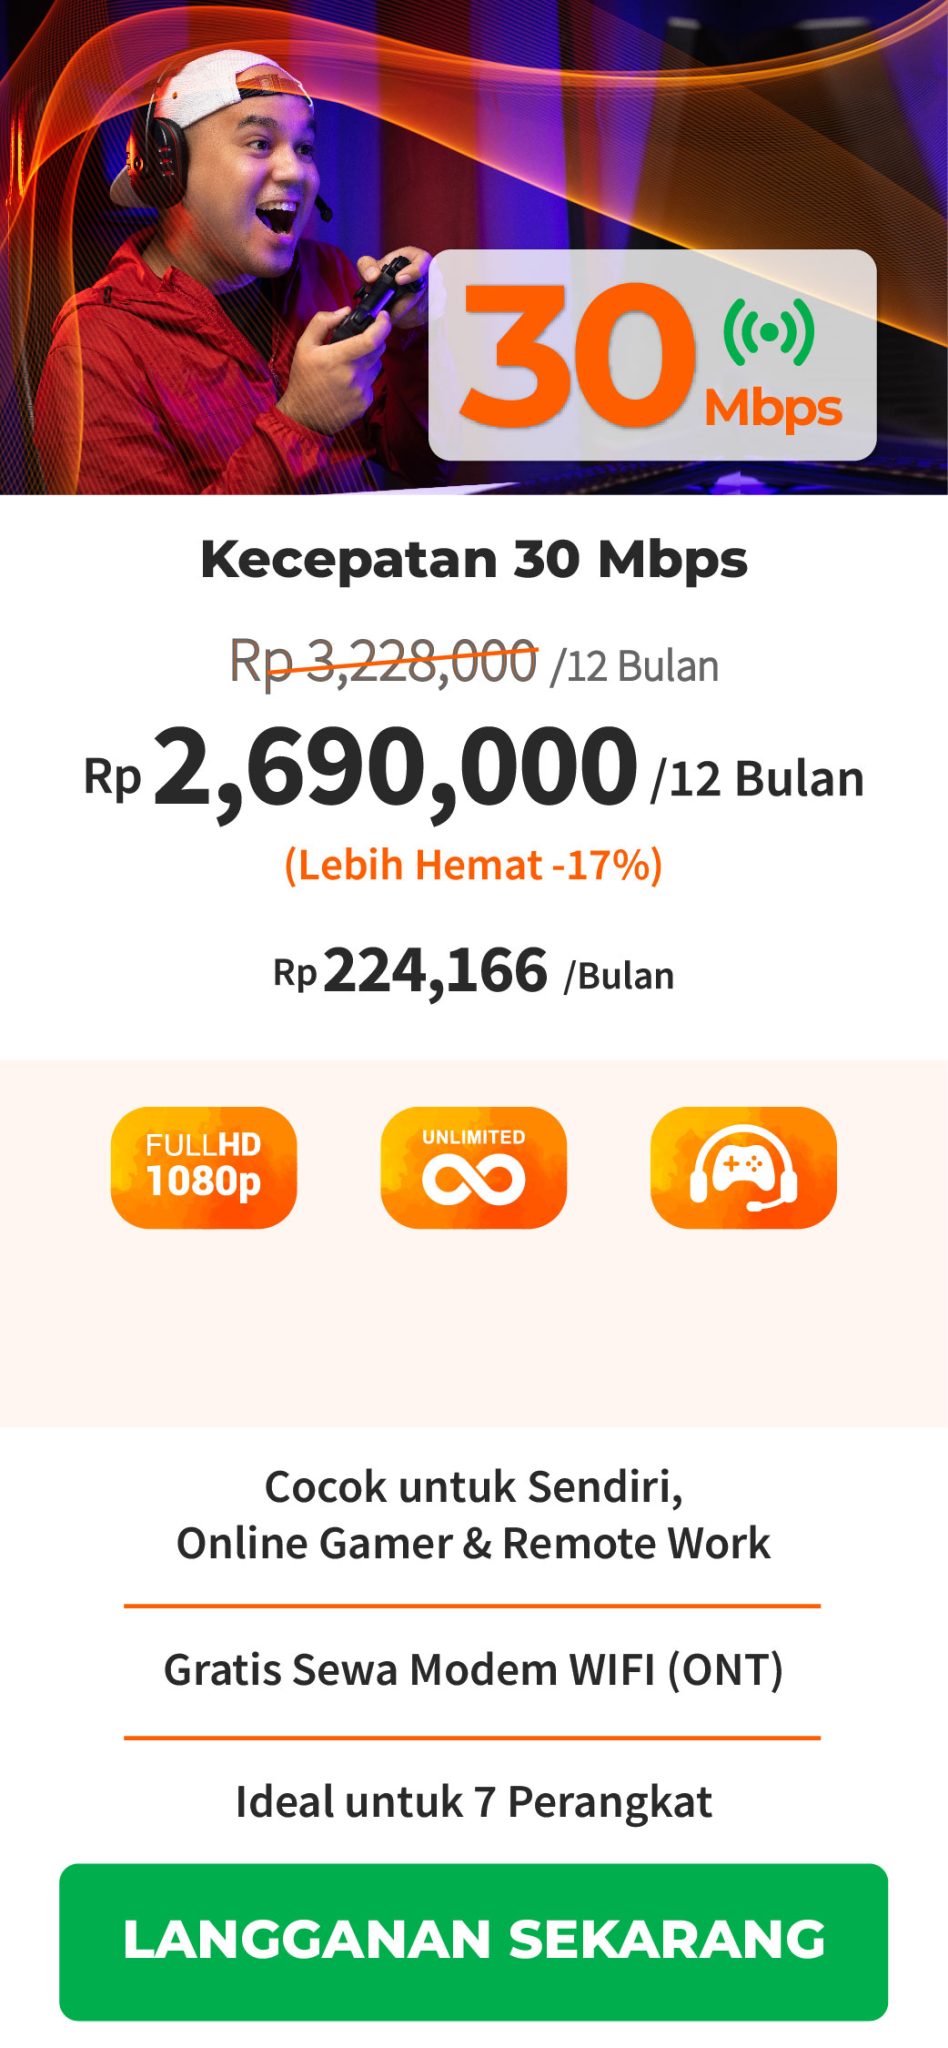 30
Mbps
Kecepatan 30 Mbps
Rp 3,228,000 /12 Bulan
Rp 2,690,000 /12 Bulan
(Lebih Hemat -17%)
Rp 224,166 /Bulan
FULLHD
1080p
UNLIMITED
Cocok untuk Sendiri,
Online Gamer & Remote Work
Gratis Sewa Modem WIFI (ONT)
Ideal untuk 7 Perangkat
LANGGANAN SEKARANG